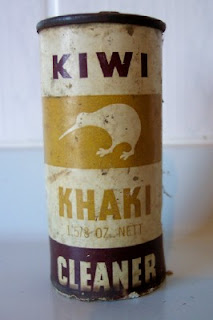 KIWI
KHAKI
1 5/8 OZ. NETT
CLEANER